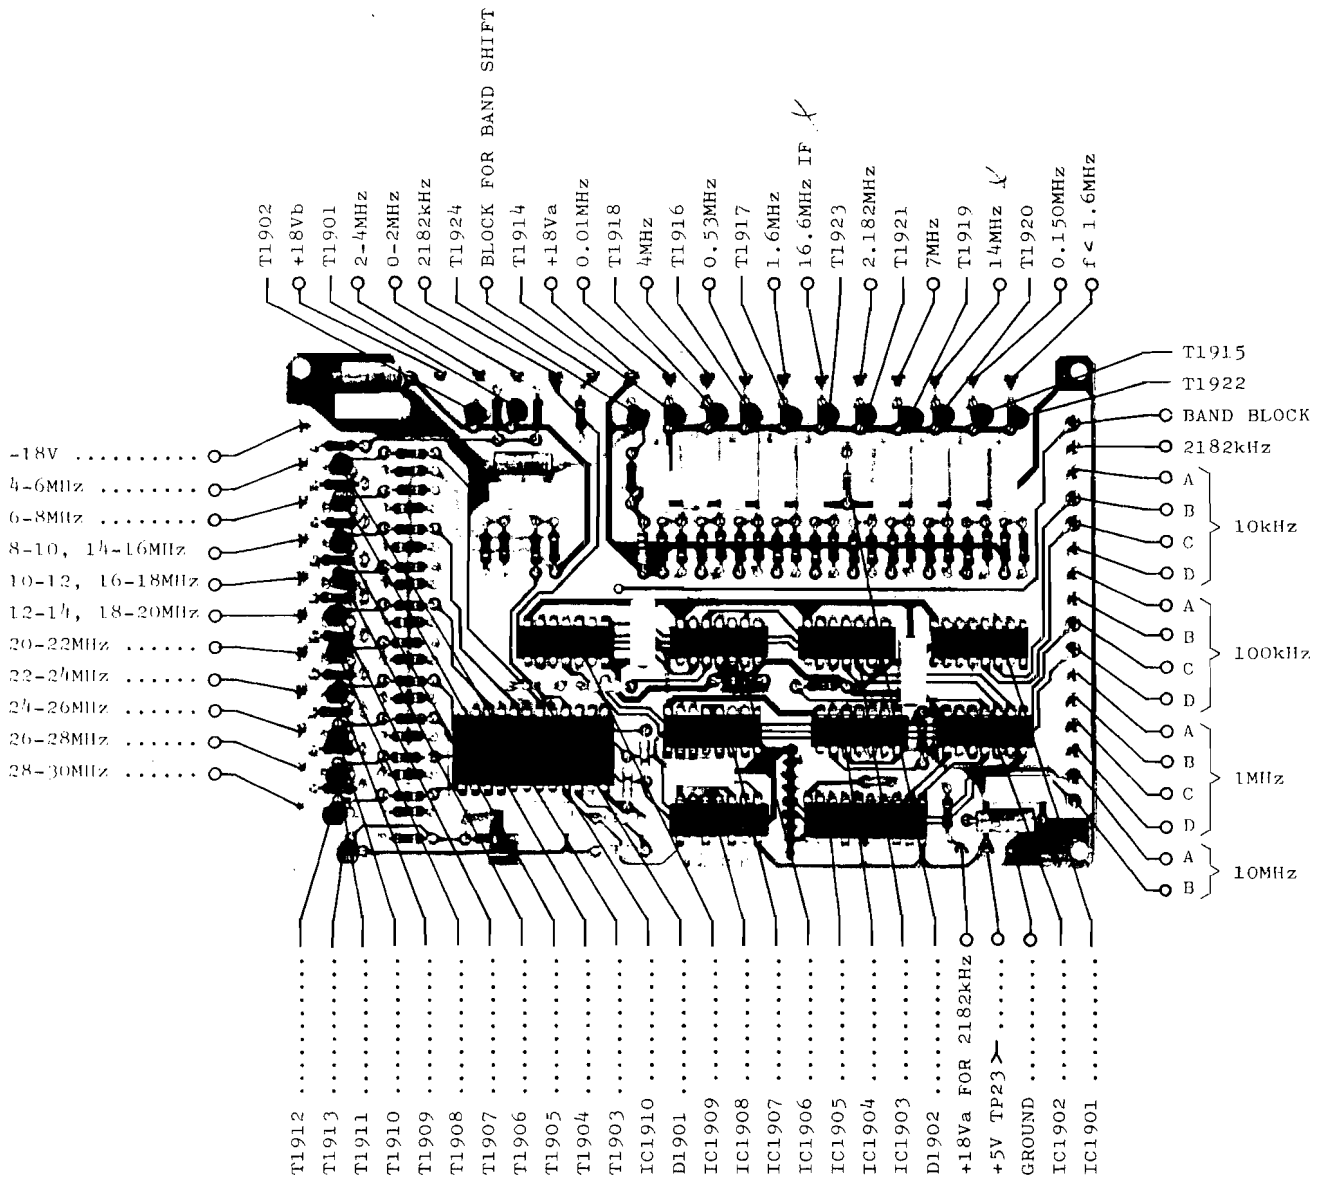 T1902
+18Vb
T1901
2-4MHz
0-2MHz
2182kHz
T1924
BLOCK FOR BAND SHIFT
T1914
+18Va
0.01MHz
T1918
4MHz
T1916
0.53MHz
T1917
1.6MHz
16.6MHz IF
T1923
2.182MHz
T1921
7MHz
T1919
14MHz
T1920
0.150MHz
f < 1.6MHz
T1915
T1922
BAND BLOCK
2182kHz
A
B
C
D
10kHz
A
B
C
D
100kHz
A
B
C
D
1MHz
A
B
10MHz
-18V
4-6MHz
6-8MHz
8-10, 14-16MHz
10-12, 16-18MHz
12-14, 18-20MHz
20-22MHz
22-24MHz
24-26MHz
26-28MHz
28-30MHz
T1912
T1913
T1911
T1910
T1909
T1908
T1907
T1906
T1905
T1904
T1903
IC1910
D1901
IC1909
IC1908
IC1907
IC1906
IC1905
IC1904
IC1903
D1902
+18Va FOR 2182kHz
+5V TP23
GROUND
IC1902
IC1901